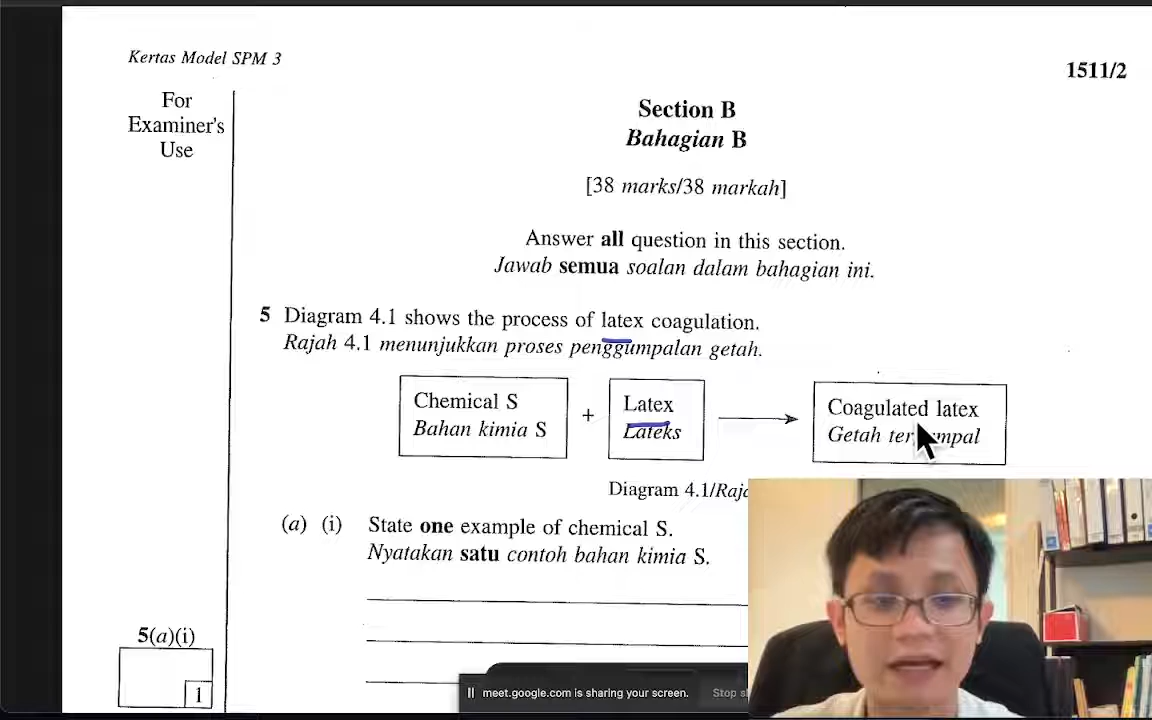 Kertas Model SPM 3
1511/2
For
Examiner's
Use
Section B
Bahagian B
[38 marks/38 markah]
Answer all question in this section.
Jawab semua soalan dalam bahagian ini.
5 Diagram 4.1 shows the process of latex coagulation.
Rajah 4.1 menunjukkan proses penggumpalan getah.
Chemical S
Bahan kimia S
+
Latex
Lateks
Coagulated latex
Getah
Diagram 4.1/
(a) (i) State one example of chemical S.
Nyatakan satu contoh bahan kimia S.
5(a)(i)
1
meet.google.com is sharing your screen.
Stop